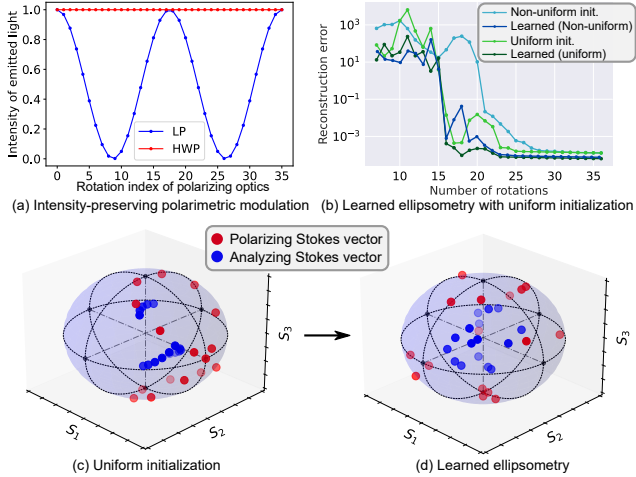 Intensity of emitted light
1.0
0.8
0.6
0.4
0.2
0.0
LP
HWP
0 5 10 15 20 25 30 35
Rotation index of polarizing optics
(a) Intensity-preserving polarimetric modulation
Reconstruction error
10³
10¹
10⁻¹
10⁻³
Non-uniform init.
Learned (Non-uniform)
Uniform init.
Learned (uniform)
10 15 20 25 30 35
Number of rotations
(b) Learned ellipsometry with uniform initialization
Polarizing Stokes vector
Analyzing Stokes vector
S₁
S₂
S₃
(c) Uniform initialization
S₁
S₂
S₃
(d) Learned ellipsometry